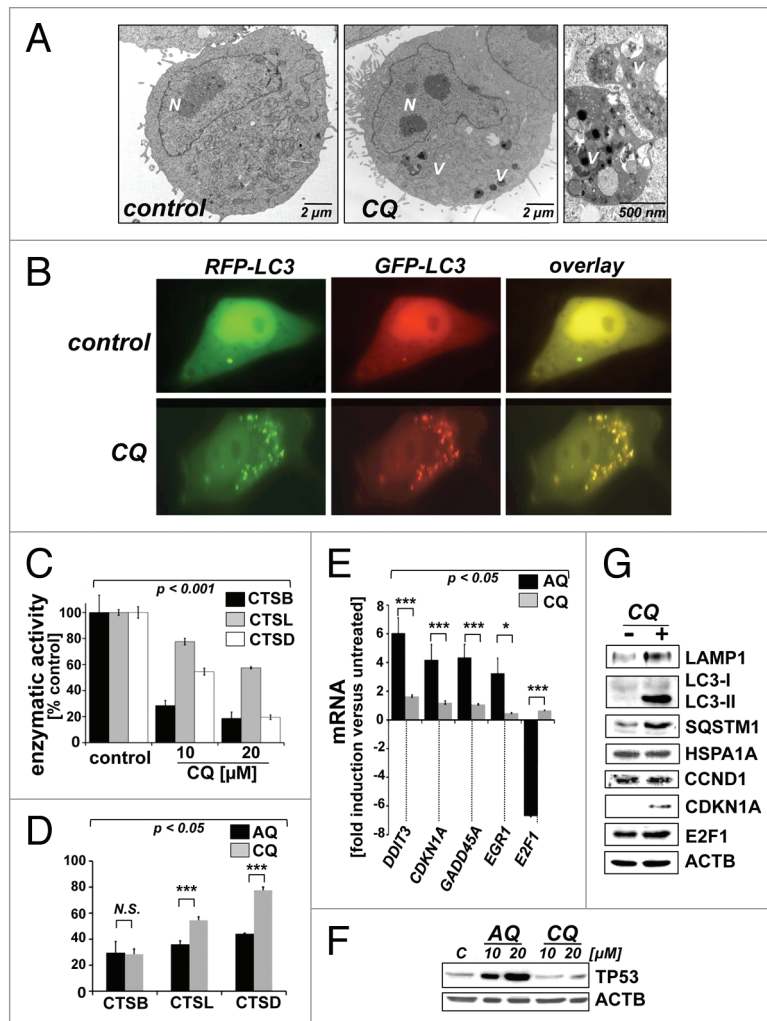 A
N
control
2 µm
N
V
V
CQ
2 µm
V
V
500 nm
B
RFP-LC3 GFP-LC3 overlay
control
CQ
C
p < 0.001
CTSB
CTSL
CTSD
enzymatic activity
[% control]
100
80
60
40
20
0
control 10 20
CQ [µM]
D
p < 0.05
AQ
CQ
N.S. *** ***
100
80
60
40
20
0
CTSB CTSL CTSD
E
p < 0.05
AQ
CQ
*** *** *** * ***
mRNA
[fold induction versus untreated]
8
6
4
2
0
-2
-4
-6
-8
DDIT3 CDKN1A GADD45A EGR1 E2F1
F
AQ CQ
C 10 20 10 20 [µM]
TP53
ACTB
G
CQ
- +
LAMP1
LC3-I
LC3-II
SQSTM1
HSPA1A
CCND1
CDKN1A
E2F1
ACTB